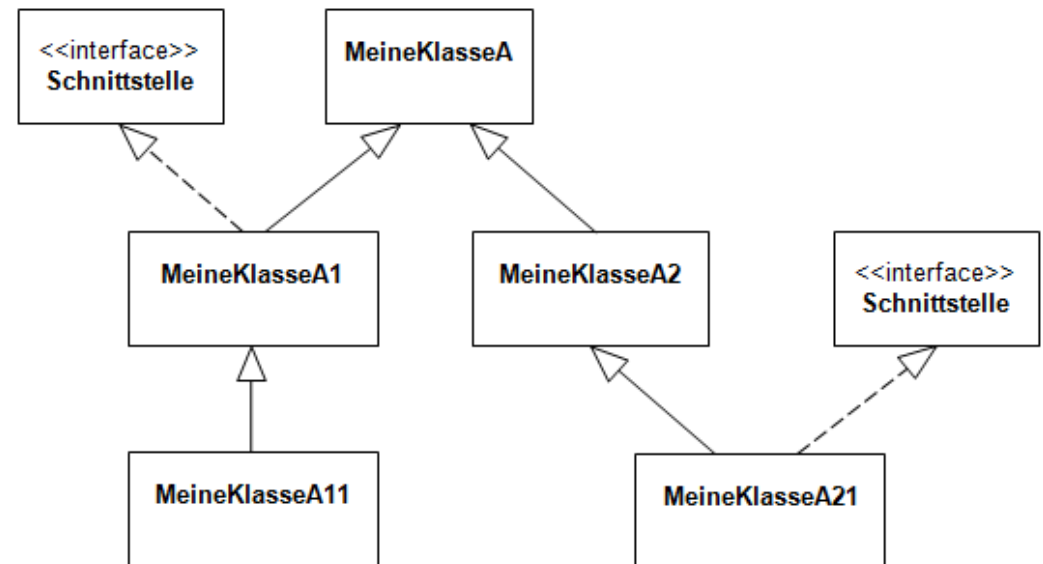 <<interface>>
Schnittstelle
MeineKlasseA
MeineKlasseA1
MeineKlasseA2
<<interface>>
Schnittstelle
MeineKlasseA11
MeineKlasseA21